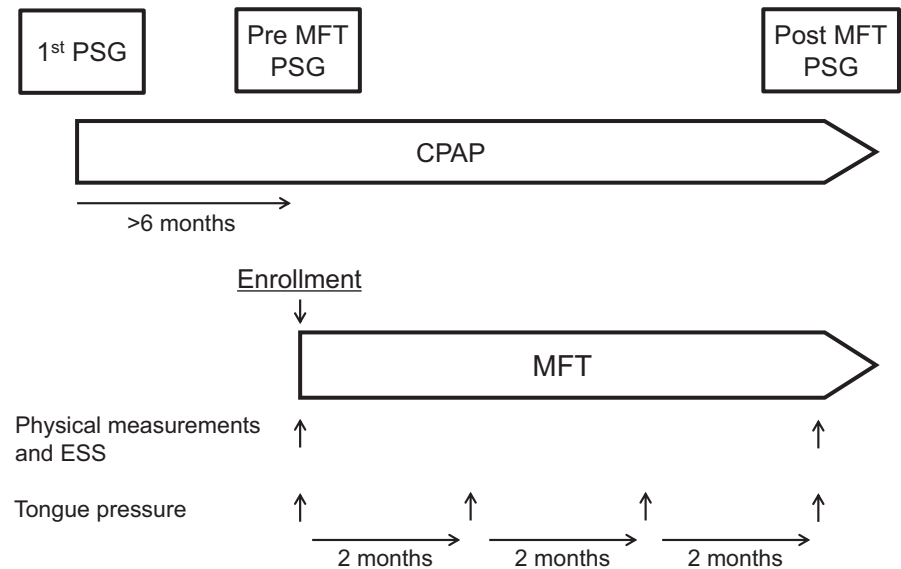 1st PSG
Pre MFT
PSG
Post MFT
PSG
CPAP
>6 months
Enrollment
MFT
Physical measurements
and ESS
Tongue pressure
2 months
2 months
2 months